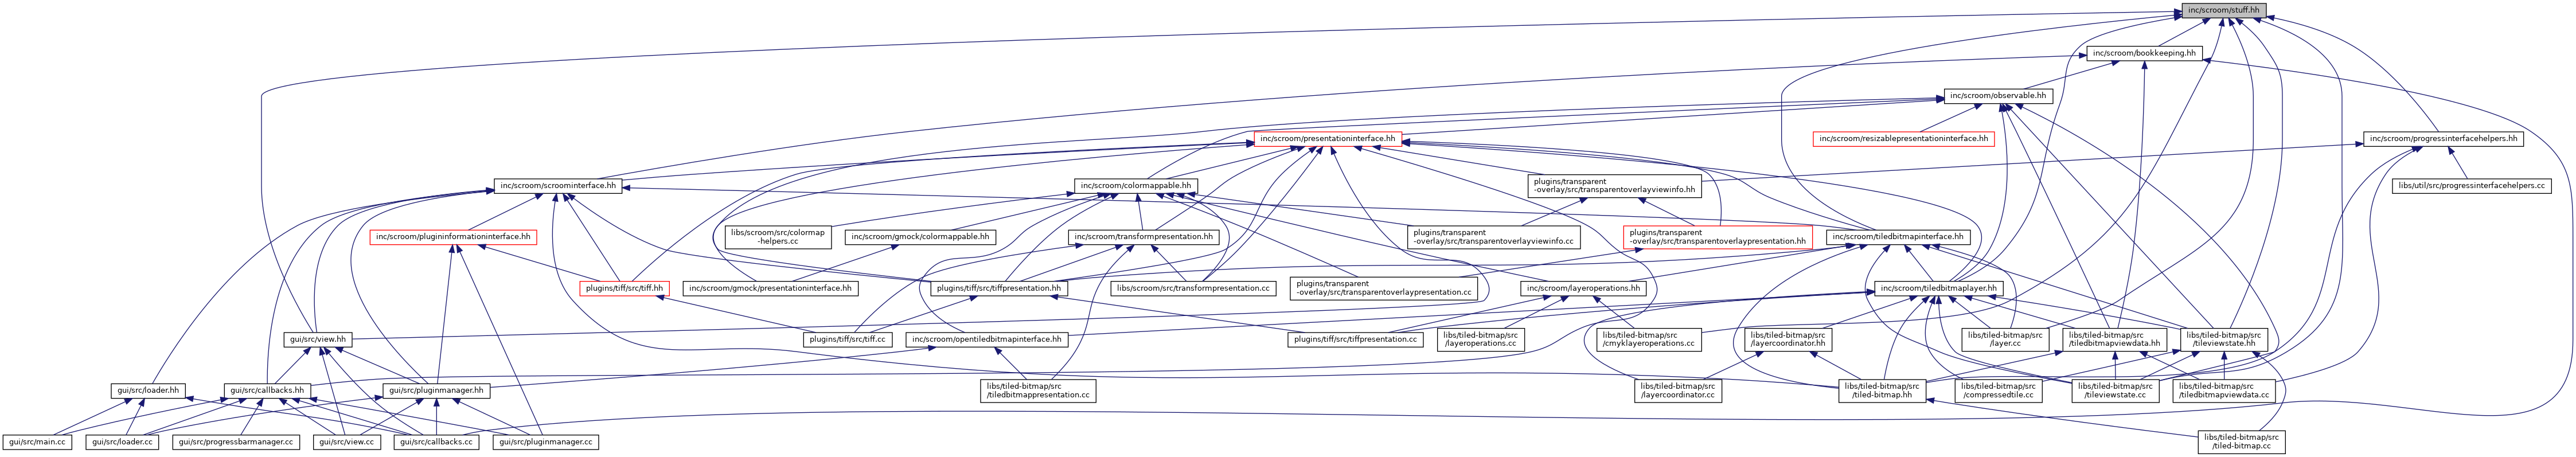 inc/scroom/stuff.hh
inc/scroom/bookkeeping.hh
inc/scroom/observable.hh
inc/scroom/presentationinterface.hh
inc/scroom/resizablepresentationinterface.hh
inc/scroom/progressinterfacehelpers.hh
inc/scroom/scroominterface.hh
inc/scroom/colormappable.hh
plugins/transparent
-overlay/src/transparentoverlayviewinfo.hh
libs/util/src/progressinterfacehelpers.cc
inc/scroom/plugininformationinterface.hh
libs/scroom/src/colormap
-helpers.cc
inc/scroom/gmock/colormappable.hh
inc/scroom/transformpresentation.hh
plugins/transparent
-overlay/src/transparentoverlayviewinfo.cc
plugins/transparent
-overlay/src/transparentoverlaypresentation.hh
inc/scroom/tiledbitmapinterface.hh
plugins/tiff/src/tiff.hh
inc/scroom/gmock/presentationinterface.hh
plugins/tiff/src/tiffpresentation.hh
libs/scroom/src/transformpresentation.cc
plugins/transparent
-overlay/src/transparentoverlaypresentation.cc
inc/scroom/layeroperations.hh
inc/scroom/tiledbitmaplayer.hh
gui/src/view.hh
plugins/tiff/src/tiff.cc
inc/scroom/opentiledbitmapinterface.hh
plugins/tiff/src/tiffpresentation.cc
libs/tiled-bitmap/src
/layeroperations.cc
libs/tiled-bitmap/src
/cmyklayeroperations.cc
libs/tiled-bitmap/src
/layercoordinator.hh
libs/tiled-bitmap/src
/layer.cc
libs/tiled-bitmap/src
/tiledbitmapviewdata.hh
libs/tiled-bitmap/src
/tileviewstate.hh
gui/src/loader.hh
gui/src/callbacks.hh
gui/src/pluginmanager.hh
libs/tiled-bitmap/src
/tiledbitmappresentation.cc
libs/tiled-bitmap/src
/layercoordinator.cc
libs/tiled-bitmap/src
/tiled-bitmap.hh
libs/tiled-bitmap/src
/compressedtile.cc
libs/tiled-bitmap/src
/tileviewstate.cc
libs/tiled-bitmap/src
/tiledbitmapviewdata.cc
gui/src/main.cc
gui/src/loader.cc
gui/src/progressbarmanager.cc
gui/src/view.cc
gui/src/callbacks.cc
gui/src/pluginmanager.cc
libs/tiled-bitmap/src
/tiled-bitmap.cc